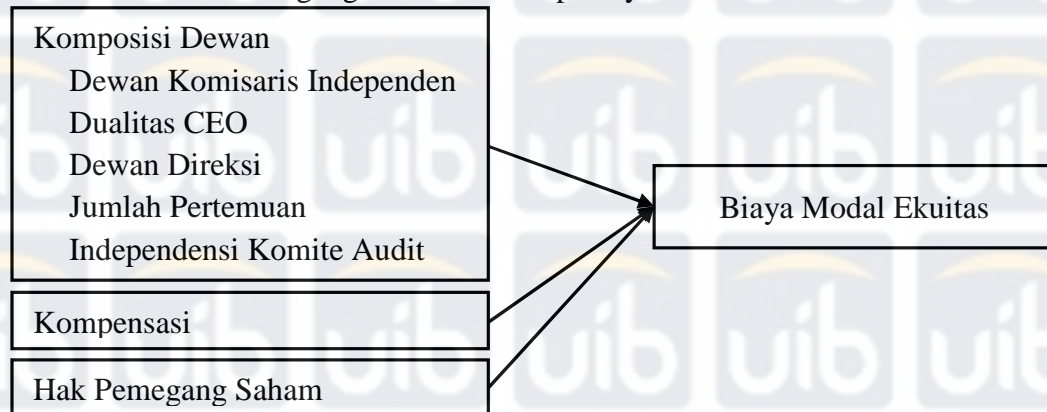 Komposisi Dewan
Dewan Komisaris Independen
Dualitas CEO
Dewan Direksi
Jumlah Pertemuan
Independensi Komite Audit
Biaya Modal Ekuitas
Kompensasi
Hak Pemegang Saham